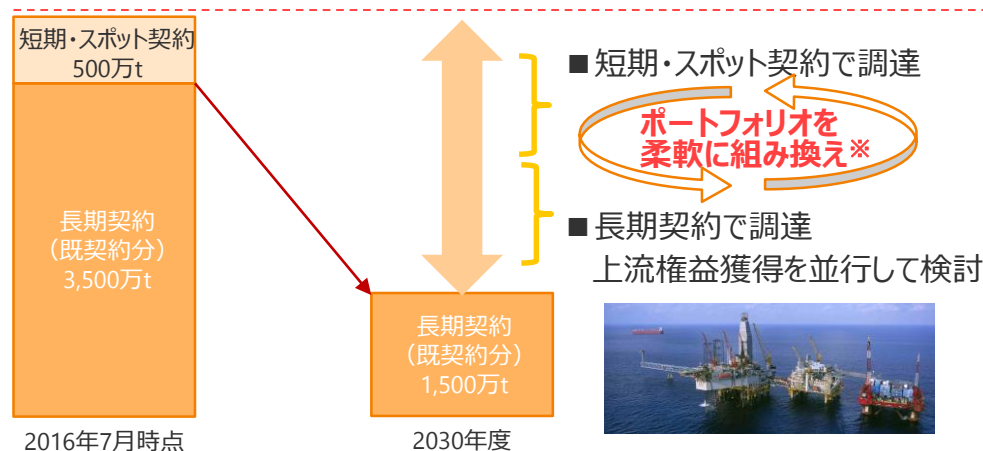 短期・スポット契約
500万t
長期契約
（既契約分）
3,500万t
2016年7月時点
長期契約
（既契約分）
1,500万t
2030年度
■短期・スポット契約で調達
ポートフォリオを
柔軟に組み換え※
■長期契約で調達
上流権益獲得を並行して検討